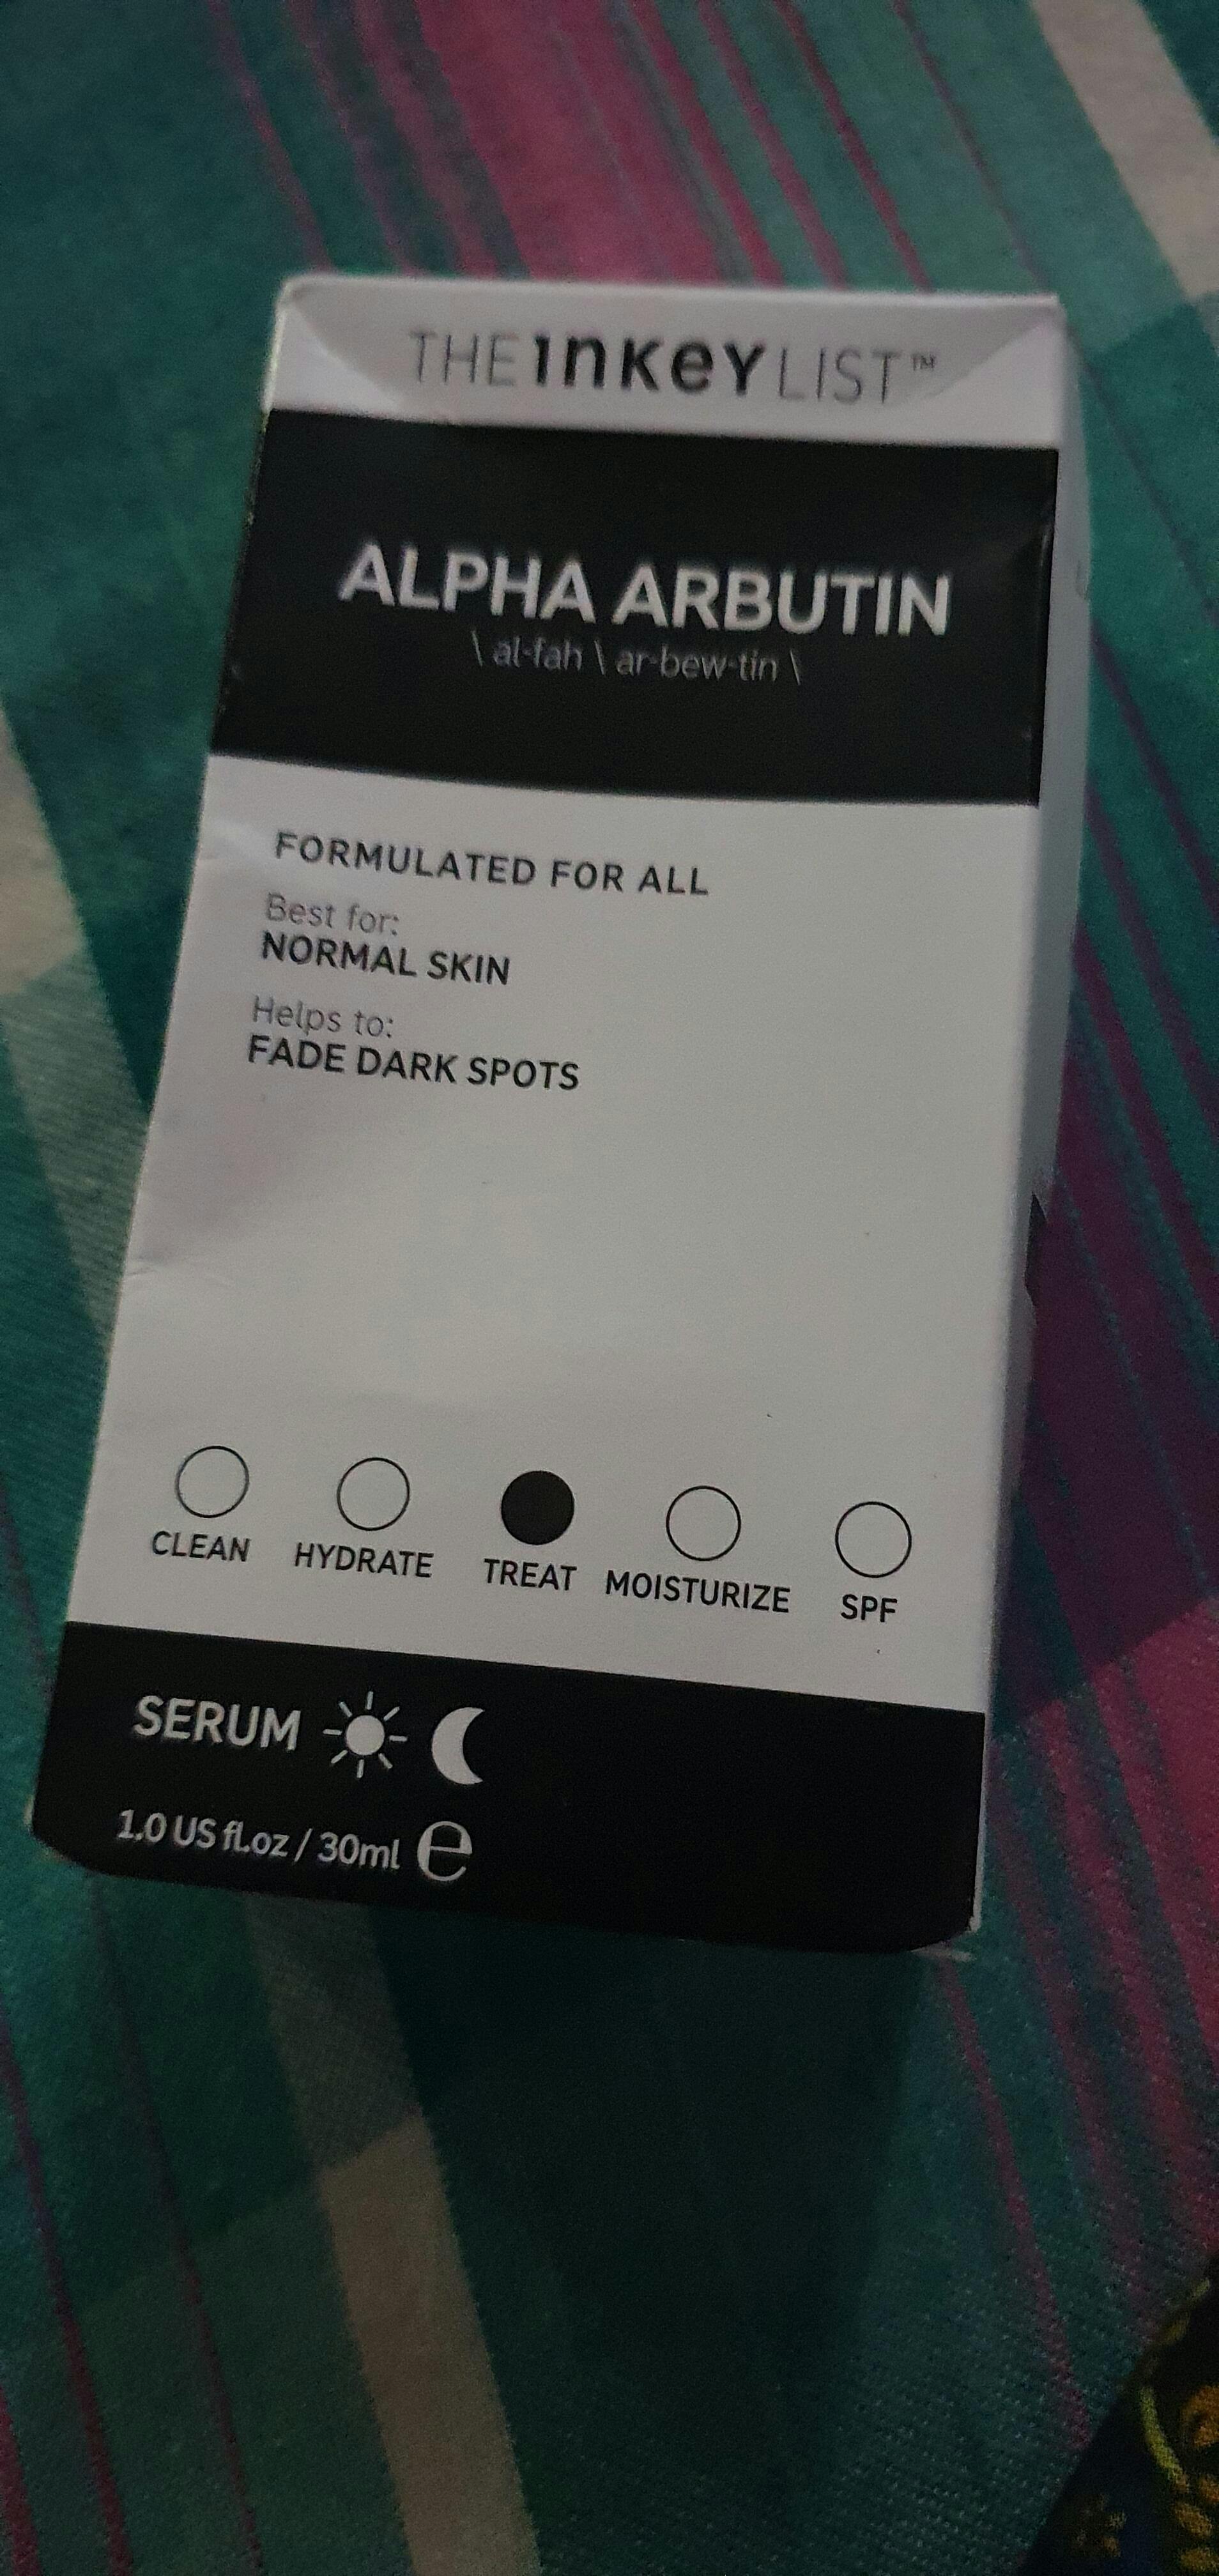 THE INKEY LIST™
ALPHA ARBUTIN
\ al-fah \ ar-bew-tin \
FORMULATED FOR ALL
Best for:
NORMAL SKIN
Helps to:
FADE DARK SPOTS
CLEAN HYDRATE TREAT MOISTURIZE SPF
SERUM
1.0 US fl.oz / 30ml ℮